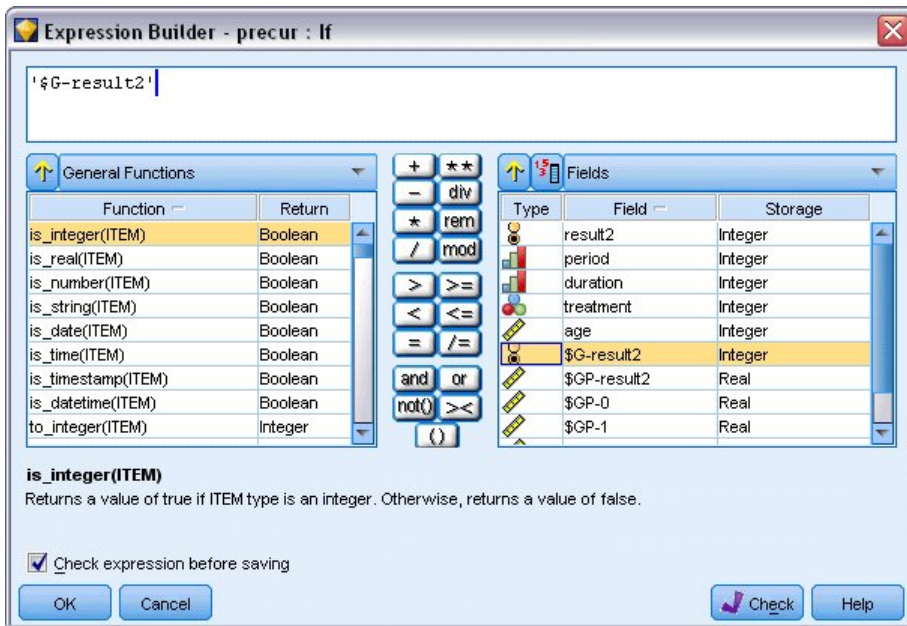 Expression Builder - precur : If
'$G-result2'
General Functions
Function Return
is_integer(ITEM) Boolean
is_real(ITEM) Boolean
is_number(ITEM) Boolean
is_string(ITEM) Boolean
is_date(ITEM) Boolean
is_time(ITEM) Boolean
is_timestamp(ITEM) Boolean
is_datetime(ITEM) Boolean
to_integer(ITEM) Integer
+ **
- div
* rem
/ mod
> >=
< <=
= /=
and or
not() ><
()
Fields
Type Field Storage
result2 Integer
period Integer
duration Integer
treatment Integer
age Integer
$G-result2 Integer
$GP-result2 Real
$GP-0 Real
$GP-1 Real
is_integer(ITEM)
Returns a value of true if ITEM type is an integer. Otherwise, returns a value of false.
Check expression before saving
OK Cancel Check Help